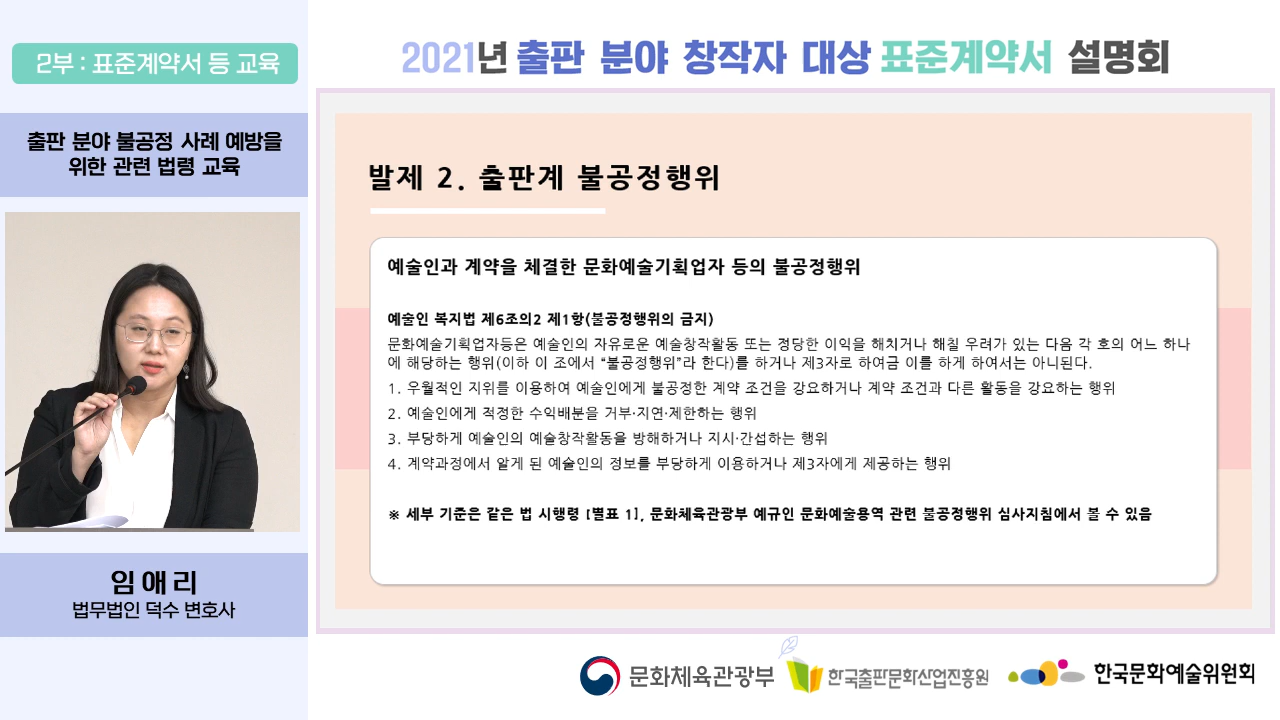 2부 : 표준계약서 등 교육
출판 분야 불공정 사례 예방을
위한 관련 법령 교육
임애리
법무법인 덕수 변호사
2021년 출판 분야 창작자 대상 표준계약서 설명회
발제 2. 출판계 불공정행위
예술인과 계약을 체결한 문화예술기획업자 등의 불공정행위
예술인 복지법 제6조의2 제1항(불공정행위의 금지)
문화예술기획업자등은 예술인의 자유로운 예술창작활동 또는 정당한 이익을 해치거나 해칠 우려가 있는 다음 각 호의 어느 하나
에 해당하는 행위(이하 이 조에서 “불공정행위”라 한다)를 하거나 제3자로 하여금 이를 하게 하여서는 아니된다.
1. 우월적인 지위를 이용하여 예술인에게 불공정한 계약 조건을 강요하거나 계약 조건과 다른 활동을 강요하는 행위
2. 예술인에게 적정한 수익배분을 거부·지연·제한하는 행위
3. 부당하게 예술인의 예술창작활동을 방해하거나 지시·간섭하는 행위
4. 계약과정에서 알게 된 예술인의 정보를 부당하게 이용하거나 제3자에게 제공하는 행위
※ 세부 기준은 같은 법 시행령 [별표 1], 문화체육관광부 예규인 문화예술용역 관련 불공정행위 심사지침에서 볼 수 있음
문화체육관광부
한국출판문화산업진흥원
한국문화예술위원회